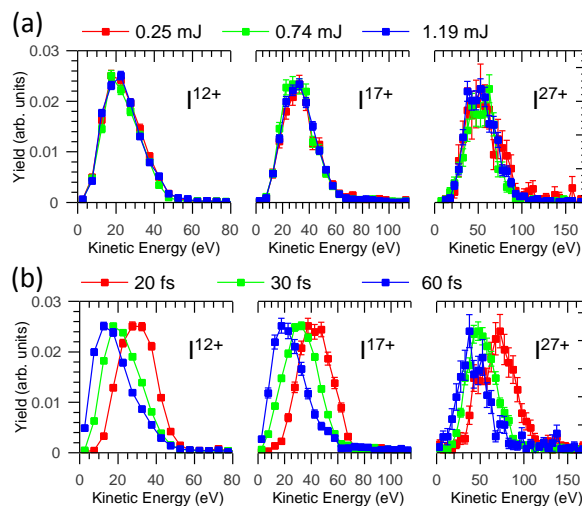 (a) 0.25 mJ 0.74 mJ 1.19 mJ
0.03
0.02
0.01
0
Yield (arb. units)
I12+ I17+ I27+
0 20 40 60 80 0 20 40 60 80 100 0 50 100 150
Kinetic Energy (eV) Kinetic Energy (eV) Kinetic Energy (eV)
(b) 20 fs 30 fs 60 fs
0.03
0.02
0.01
0
Yield (arb. units)
I12+ I17+ I27+
0 20 40 60 80 0 20 40 60 80 100 0 50 100 150
Kinetic Energy (eV) Kinetic Energy (eV) Kinetic Energy (eV)